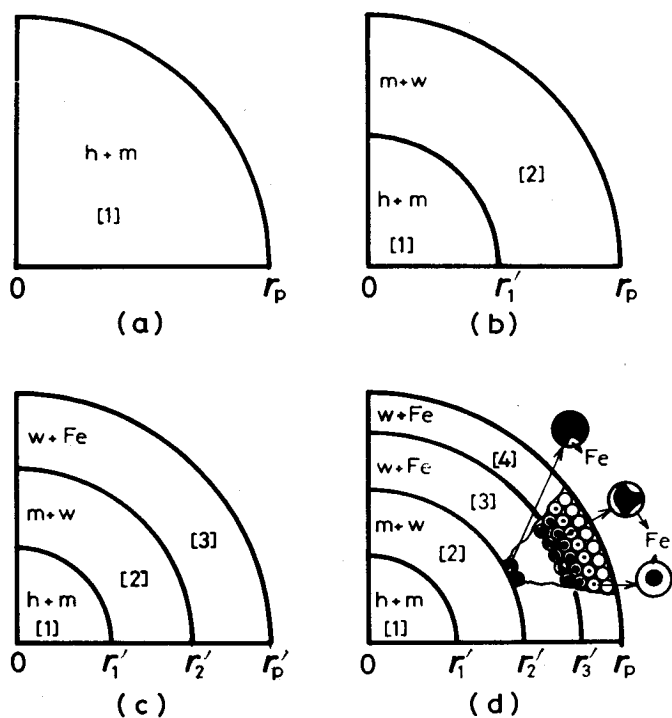 h + m
[1]
0 r_p
(a)
m+w
[2]
h+m
[1]
0 r_1' r_p
(b)
w+Fe
[3]
m+w
[2]
h+m
[1]
0 r_1' r_2' r_p'
(c)
w+Fe
[4]
Fe
w+Fe
[3]
Fe
m+w
[2]
h+m
[1]
0 r_1' r_2' r_3' r_p
(d)